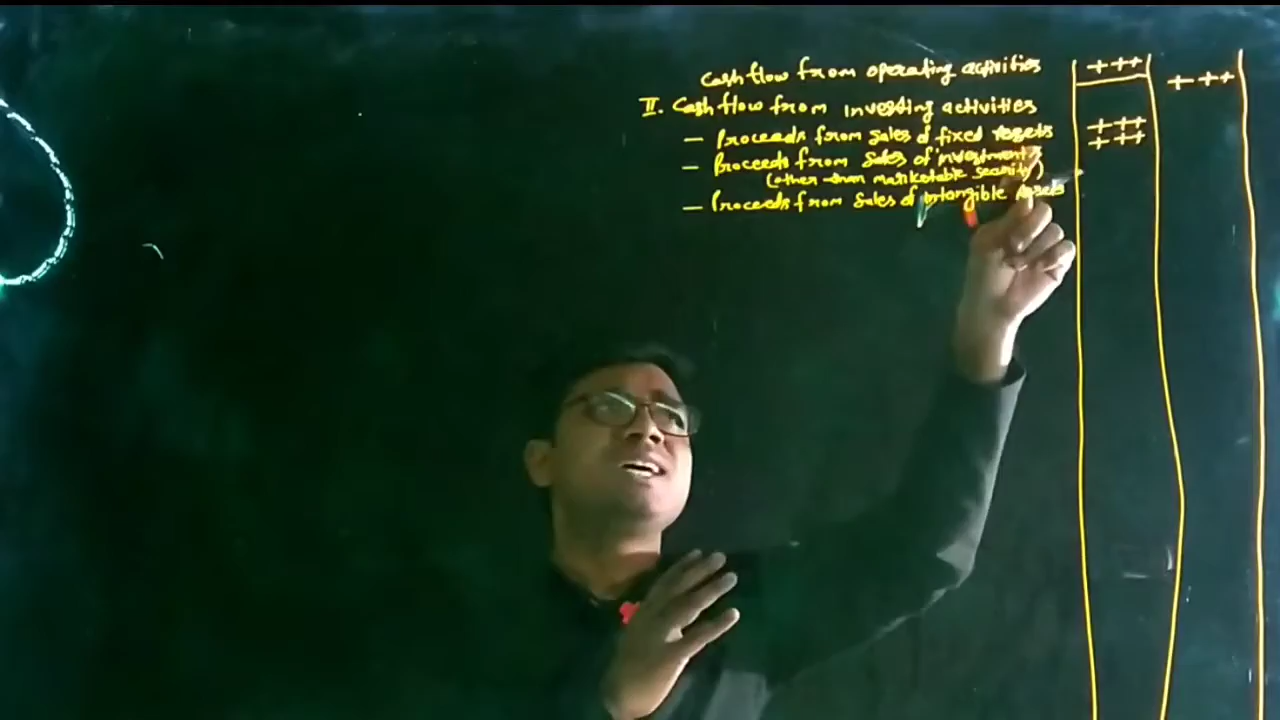 Cash flow from operating activities +++ +++
II. Cash flow from investing activities
— Proceeds from Sales of fixed Assets +++
— Proceeds from Sales of investments +++
(other than marketable security)
— Proceeds from Sales of intangible Assets